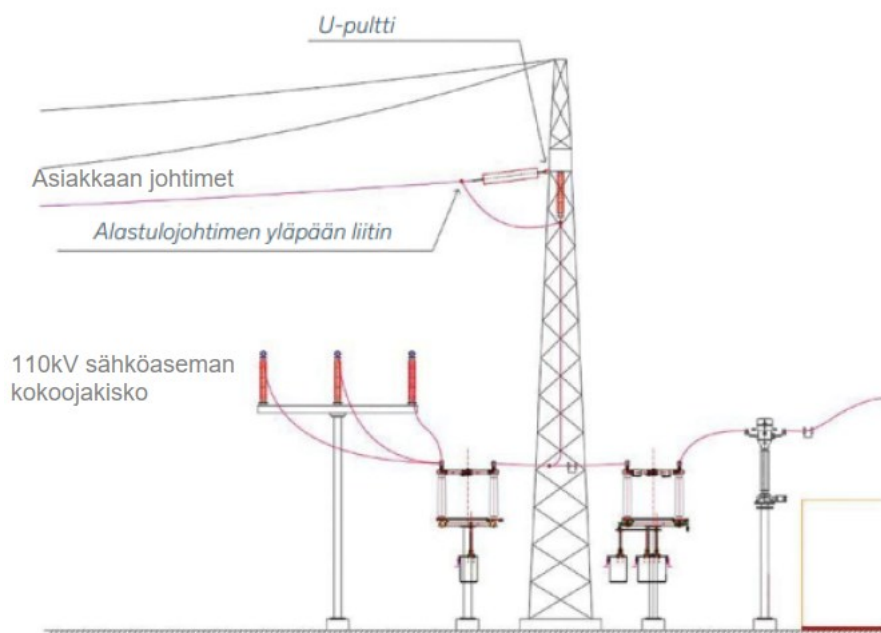 U-pultti
Asiakkaan johtimet
Alastulojohtimen yläpään liitin
110kV sähköaseman
kokoojakisko